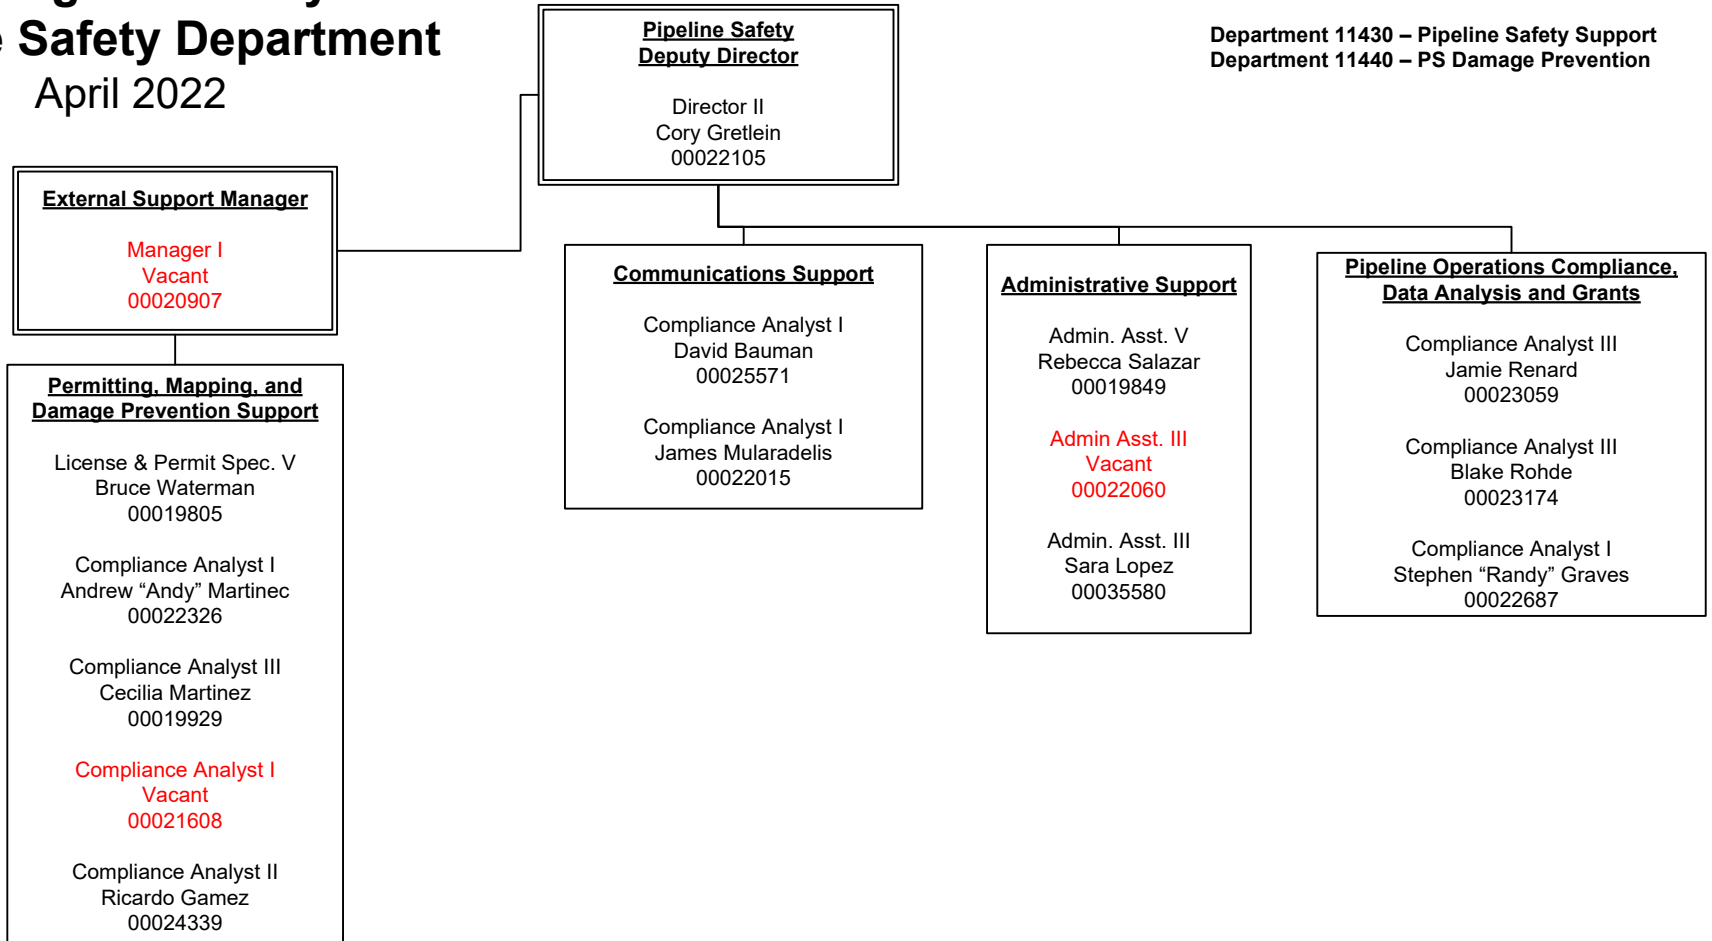 Safety Department
April 2022
Department 11430 – Pipeline Safety Support
Department 11440 – PS Damage Prevention
Pipeline Safety
Deputy Director
Director II
Cory Gretlein
00022105
External Support Manager
Manager I
Vacant
00020907
Permitting, Mapping, and
Damage Prevention Support
License & Permit Spec. V
Bruce Waterman
00019805
Compliance Analyst I
Andrew “Andy” Martinec
00022326
Compliance Analyst III
Cecilia Martinez
00019929
Compliance Analyst I
Vacant
00021608
Compliance Analyst II
Ricardo Gamez
00024339
Communications Support
Compliance Analyst I
David Bauman
00025571
Compliance Analyst I
James Mularadelis
00022015
Administrative Support
Admin. Asst. V
Rebecca Salazar
00019849
Admin Asst. III
Vacant
00022060
Admin. Asst. III
Sara Lopez
00035580
Pipeline Operations Compliance,
Data Analysis and Grants
Compliance Analyst III
Jamie Renard
00023059
Compliance Analyst III
Blake Rohde
00023174
Compliance Analyst I
Stephen “Randy” Graves
00022687